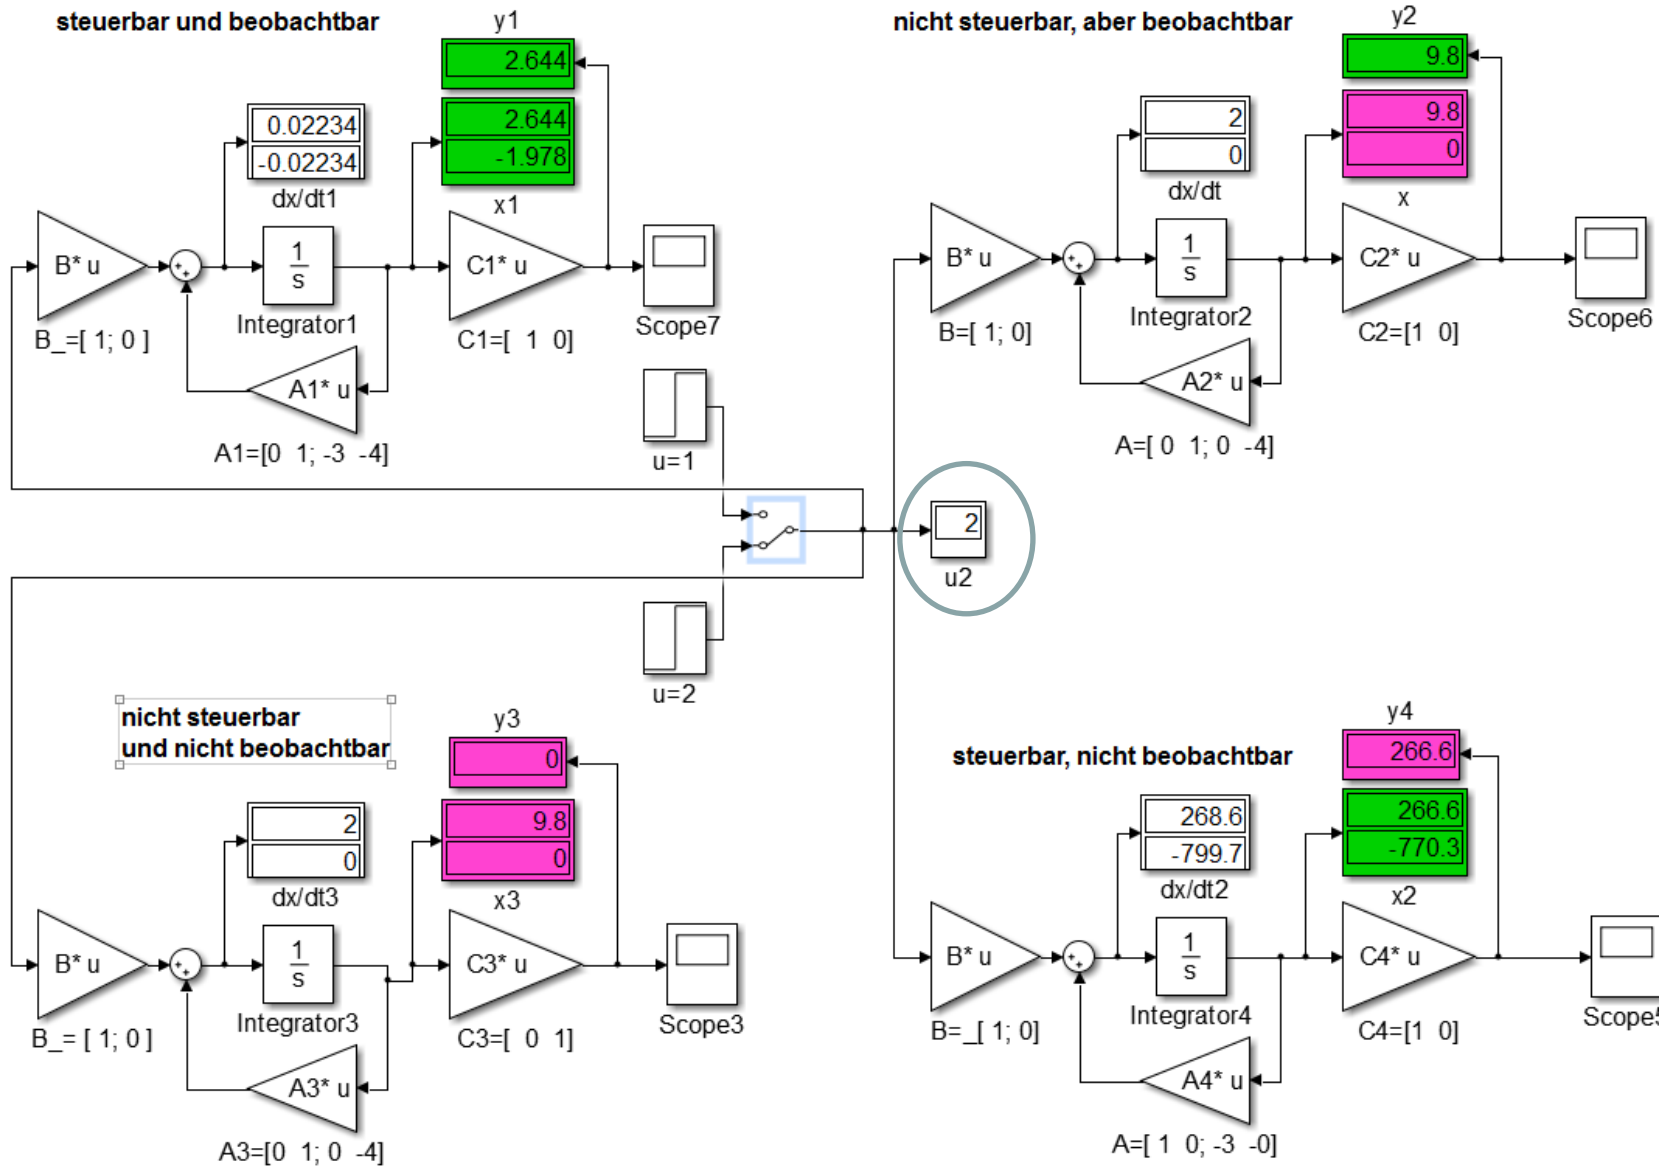 steuerbar und beobachtbar
y1
2.644
2.644
-1.978
x1
0.02234
-0.02234
dx/dt1
B* u
B_=[ 1; 0 ]
+
+
1
s
Integrator1
C1* u
C1=[ 1 0]
Scope7
A1* u
A1=[0 1; -3 -4]
nicht steuerbar, aber beobachtbar
y2
9.8
9.8
0
x
2
0
dx/dt
B* u
B=[ 1; 0]
+
+
1
s
Integrator2
C2* u
C2=[1 0]
Scope6
A2* u
A=[ 0 1; 0 -4]
u=1
2
u2
u=2
nicht steuerbar
und nicht beobachtbar
y3
0
9.8
0
x3
2
0
dx/dt3
B* u
B_= [ 1; 0 ]
+
+
1
s
Integrator3
C3* u
C3=[ 0 1]
Scope3
A3* u
A3=[0 1; 0 -4]
steuerbar, nicht beobachtbar
y4
266.6
266.6
-770.3
x2
268.6
-799.7
dx/dt2
B* u
B=_[ 1; 0]
+
+
1
s
Integrator4
C4* u
C4=[1 0]
Scope5
A4* u
A=[ 1 0; -3 -0]